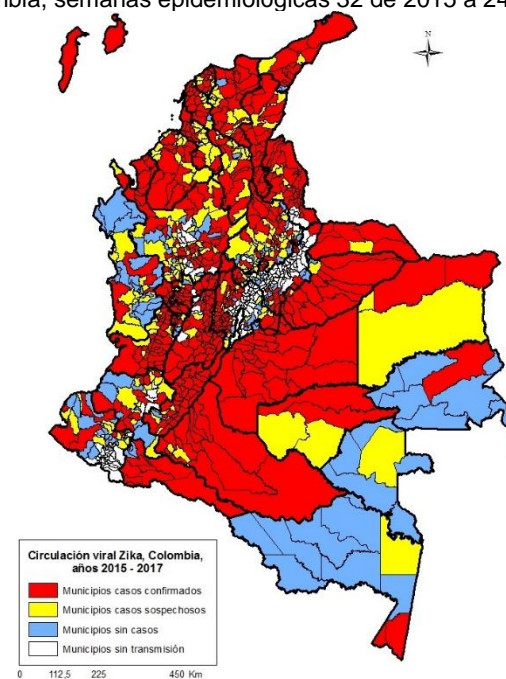 semanas epidemiológicas 32 de 2015 a 24
Circulación viral Zika, Colombia,
años 2015 - 2017
Municipios casos confirmados
Municipios casos sospechosos
Municipios sin casos
Municipios sin transmisión
0 112,5 225 450 Km